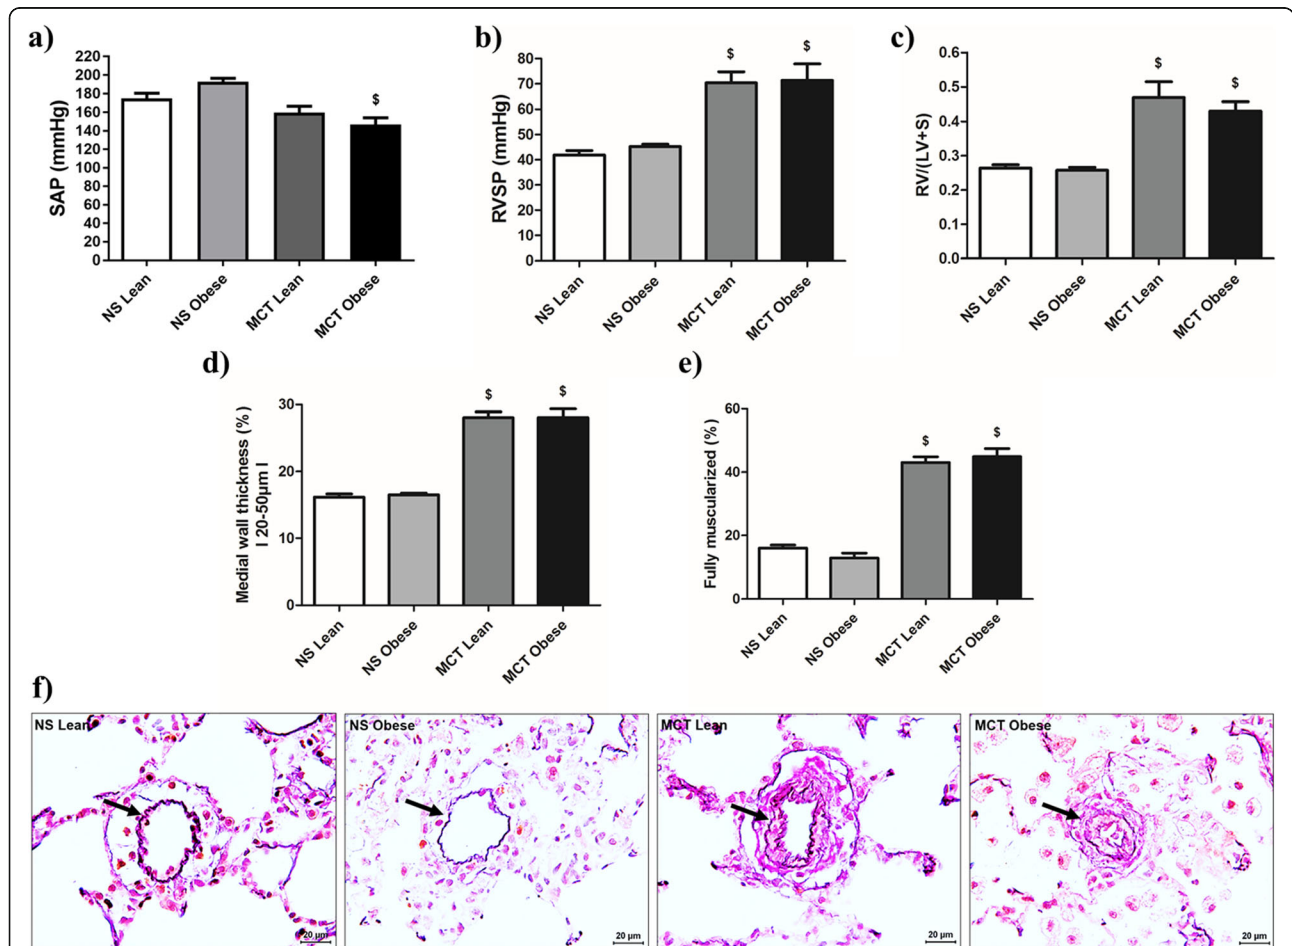 a)
SAP (mmHg)
220
200
180
160
140
120
100
80
60
40
20
0
$
NS Lean
NS Obese
MCT Lean
MCT Obese
b)
RVSP (mmHg)
80
70
60
50
40
30
20
10
0
$
$
NS Lean
NS Obese
MCT Lean
MCT Obese
c)
RV/(LV+S)
0.6
0.5
0.4
0.3
0.2
0.1
0.0
$
$
NS Lean
NS Obese
MCT Lean
MCT Obese
d)
Medial wall thickness (%)
I 20-50μm I
30
20
10
0
$
$
NS Lean
NS Obese
MCT Lean
MCT Obese
e)
Fully muscularized (%)
60
40
20
0
$
$
NS Lean
NS Obese
MCT Lean
MCT Obese
f)
NS Lean
20 μm
NS Obese
20 μm
MCT Lean
20 μm
MCT Obese
20 μm